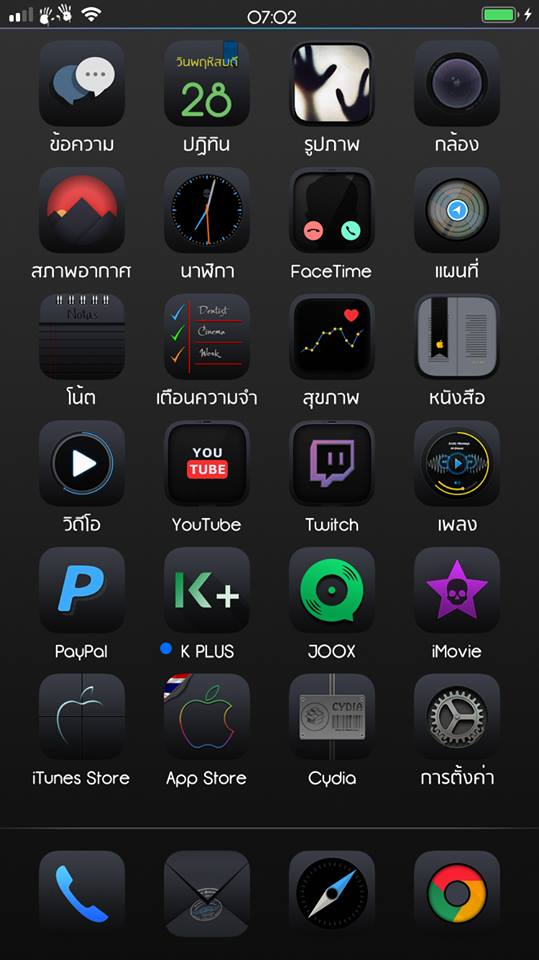 07:02
วันพฤหัสบดี
28
ข้อความ
ปฏิทิน
รูปภาพ
กล้อง
สภาพอากาศ
นาฬิกา
FaceTime
แผนที่
Notes
Dentist
Cinema
Work
โน้ต
เตือนความจำ
สุขภาพ
หนังสือ
YOU
TUBE
วิดีโอ
YouTube
Twitch
เพลง
K+
PayPal
K PLUS
JOOX
iMovie
CYDIA
iTunes Store
App Store
Cydia
การตั้งค่า